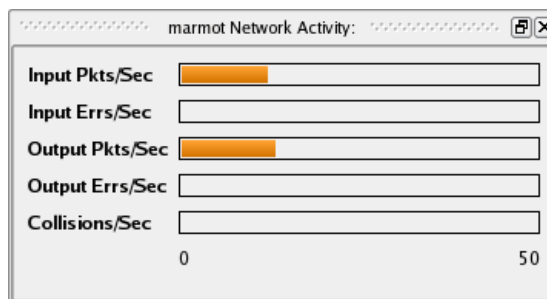 marmot Network Activity:
Input Pkts/Sec
Input Errs/Sec
Output Pkts/Sec
Output Errs/Sec
Collisions/Sec
0 50